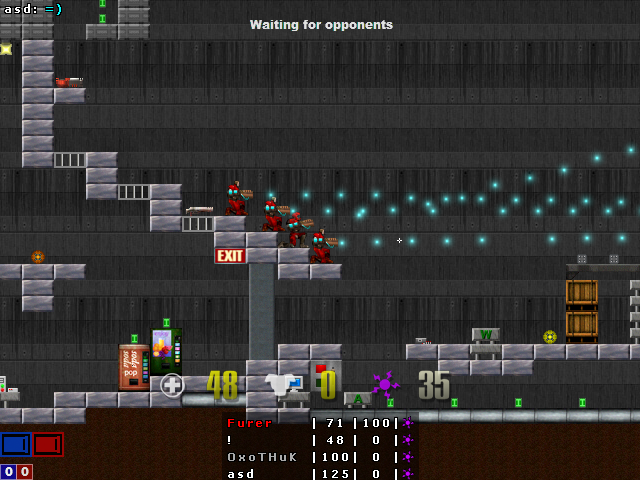 asd: =)
Waiting for opponents
EXIT
W
pop
48 0 35
A
Furer | 71 |100|
! | 48 | 0 |
OxoTHuK |100| 0 |
asd |125| 0 |
0 0